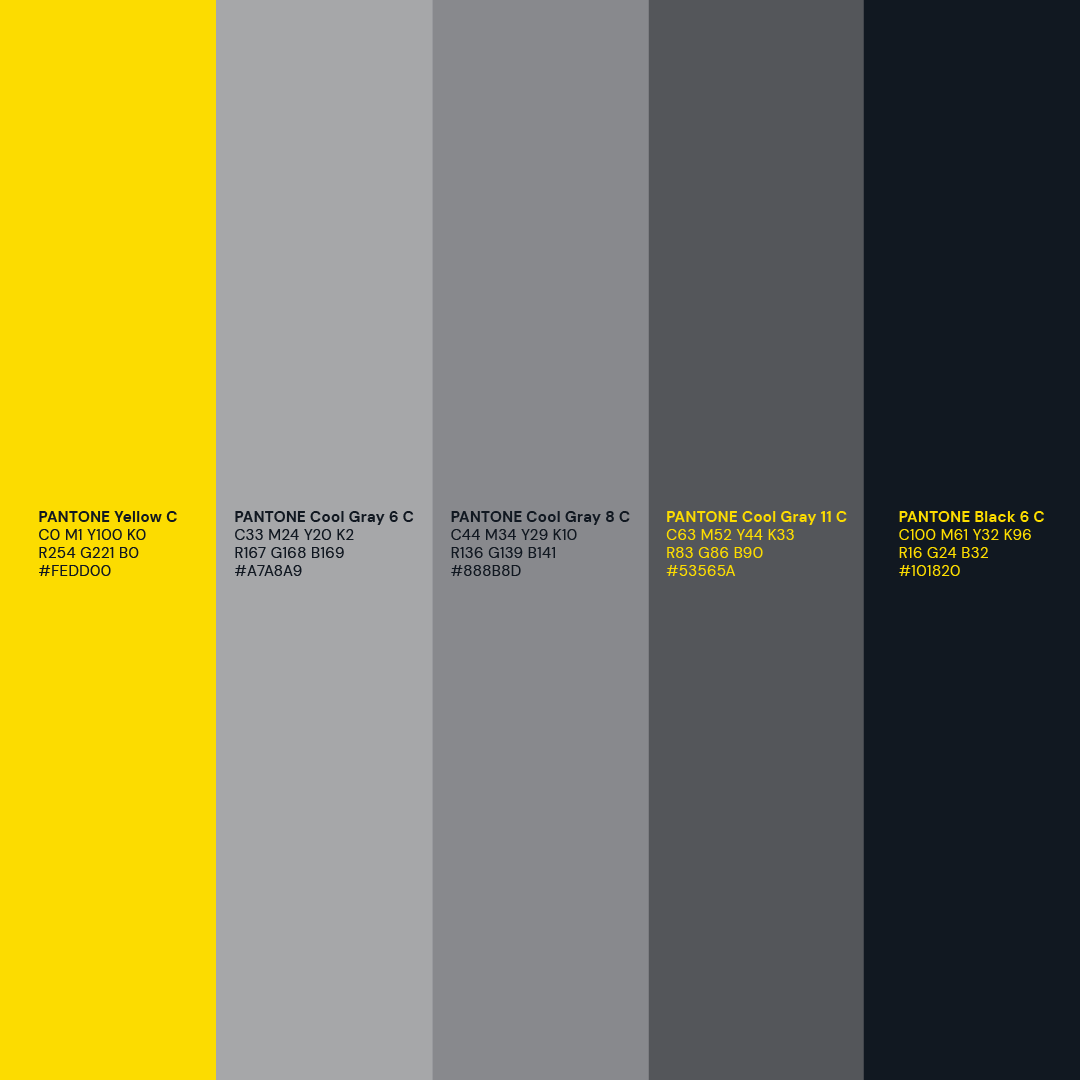 PANTONE Yellow C
C0 M1 Y100 K0
R254 G221 B0
#FEDD00
PANTONE Cool Gray 6 C
C33 M24 Y20 K2
R167 G168 B169
#A7A8A9
PANTONE Cool Gray 8 C
C44 M34 Y29 K10
R136 G139 B141
#888B8D
PANTONE Cool Gray 11 C
C63 M52 Y44 K33
R83 G86 B90
#53565A
PANTONE Black 6 C
C100 M61 Y32 K96
R16 G24 B32
#101820